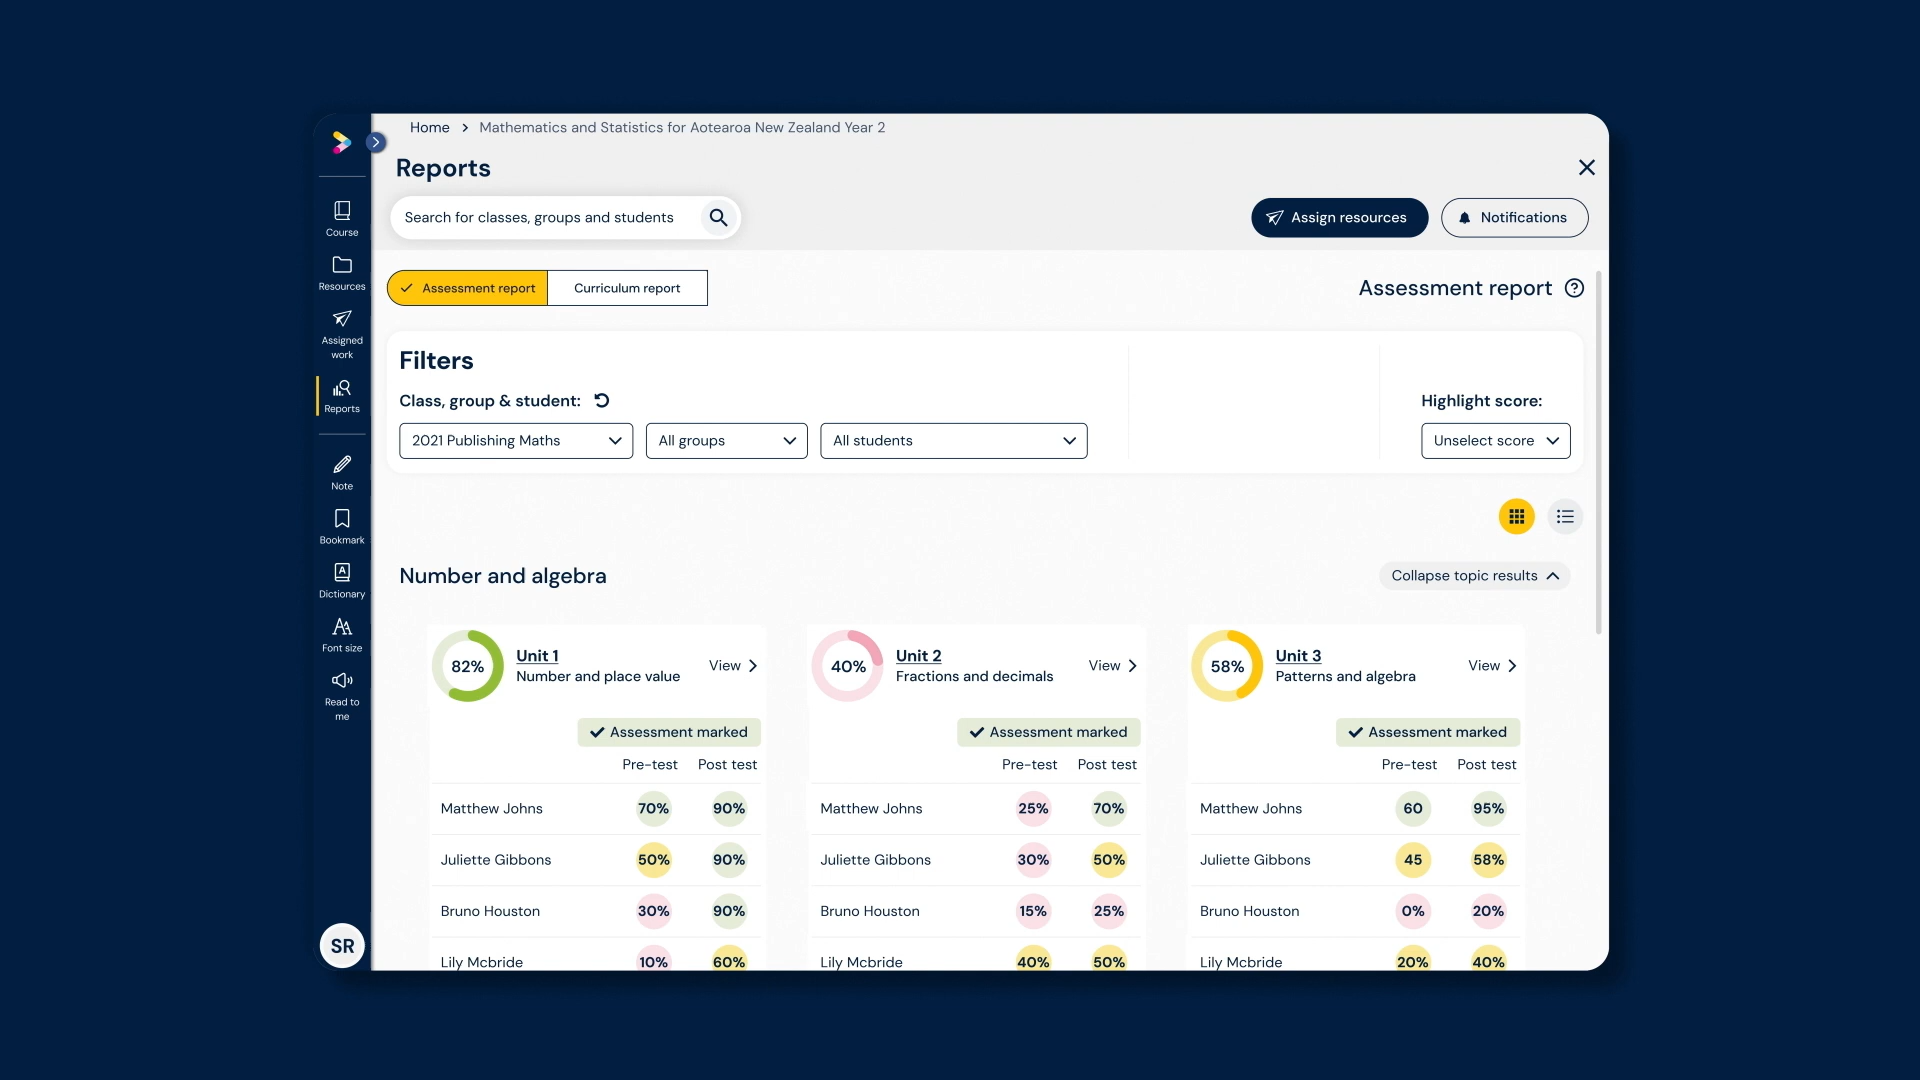 Home > Mathematics and Statistics for Aotearoa New Zealand Year 2
Reports
Search for classes, groups and students
Assign resources
Notifications
Course
Resources
Assigned
work
Reports
Note
Bookmark
A
Dictionary
AA
Font size
Read to
me
SR
Assessment report
Curriculum report
Assessment report ?
Filters
Class, group & student:
Highlight score:
2021 Publishing Maths
All groups
All students
Unselect score
Number and algebra
Collapse topic results
82%
Unit 1
Number and place value
View >
Assessment marked
Pre-test Post test
Matthew Johns 70% 90%
Juliette Gibbons 50% 90%
Bruno Houston 30% 90%
Lily Mcbride 10% 60%
40%
Unit 2
Fractions and decimals
View >
Assessment marked
Pre-test Post test
Matthew Johns 25% 70%
Juliette Gibbons 30% 50%
Bruno Houston 15% 25%
Lily Mcbride 40% 50%
58%
Unit 3
Patterns and algebra
View >
Assessment marked
Pre-test Post test
Matthew Johns 60 95%
Juliette Gibbons 45 58%
Bruno Houston 0% 20%
Lily Mcbride 20% 40%